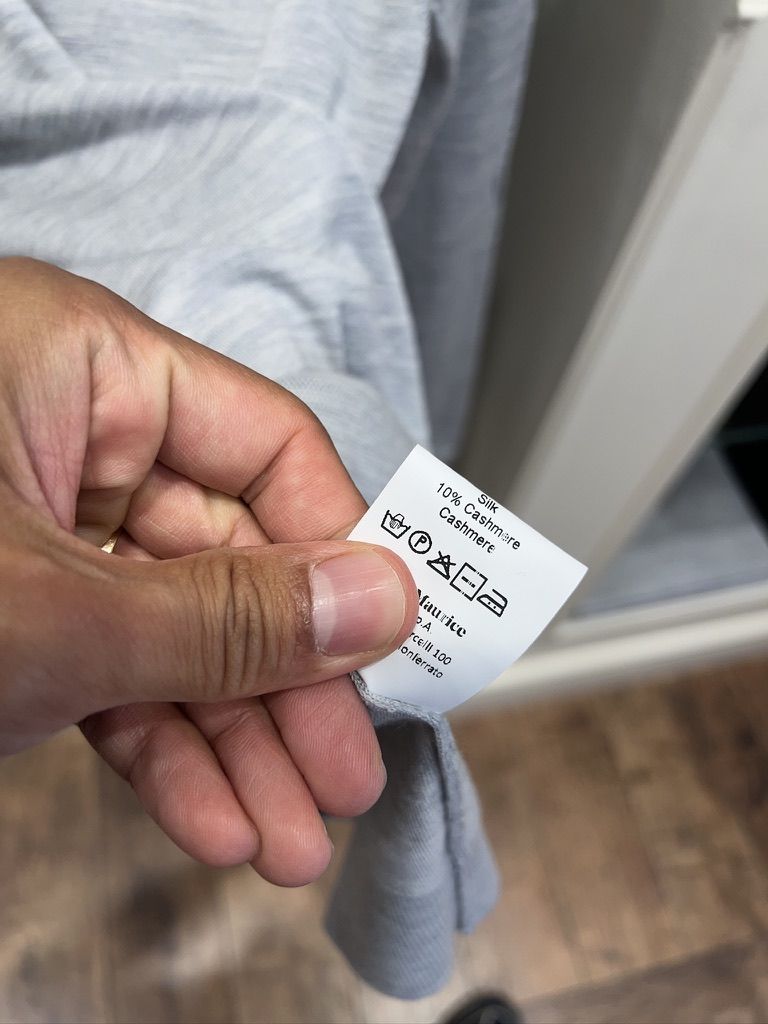 Silk
10% Cashmere
Cashmere
P
Maurice
p.A.
rcelli 100
onferrato